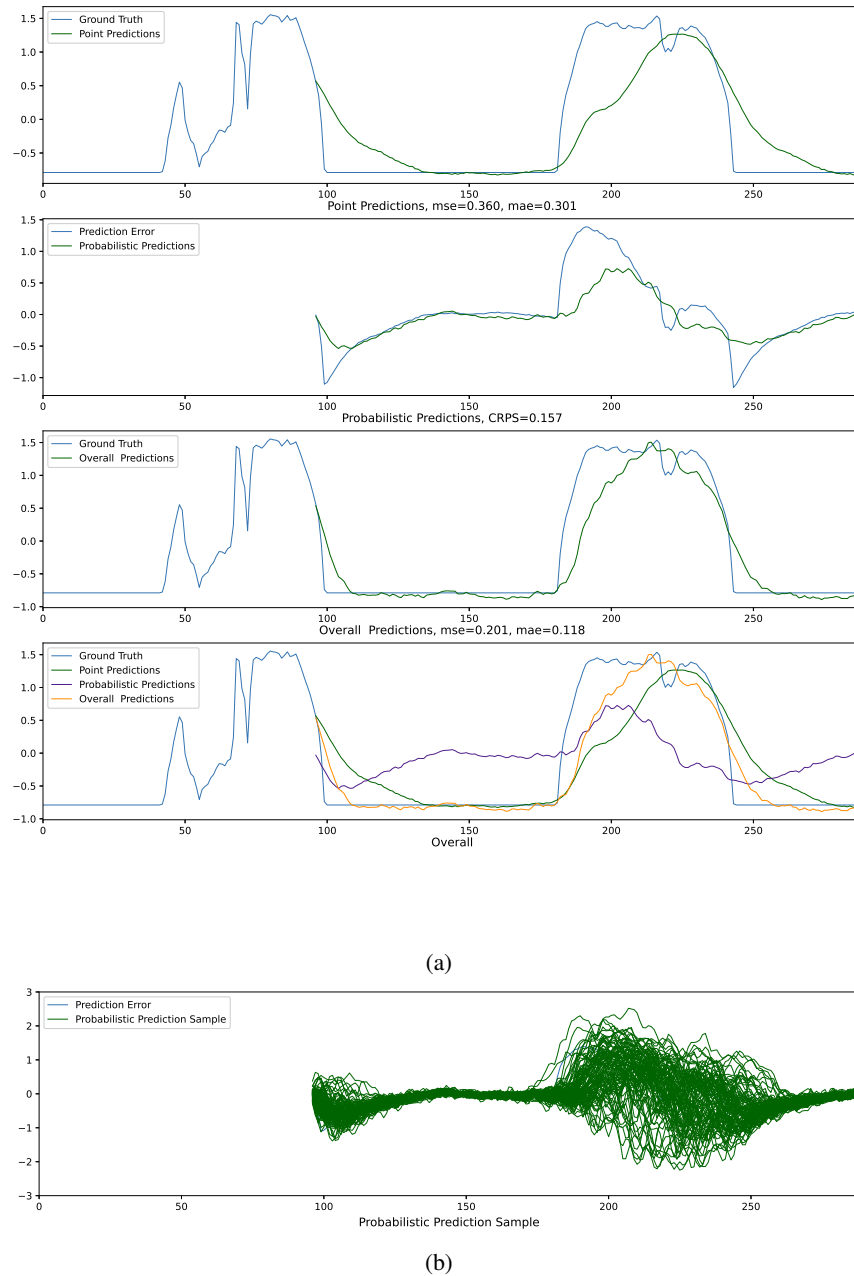 Ground Truth
Point Predictions
1.5
1.0
0.5
0.0
−0.5
0 50 100 150 200 250
Point Predictions, mse=0.360, mae=0.301
Prediction Error
Probabilistic Predictions
1.5
1.0
0.5
0.0
−0.5
−1.0
0 50 100 150 200 250
Probabilistic Predictions, CRPS=0.157
Ground Truth
Overall Predictions
1.5
1.0
0.5
0.0
−0.5
−1.0
0 50 100 150 200 250
Overall Predictions, mse=0.201, mae=0.118
Ground Truth
Point Predictions
Probabilistic Predictions
Overall Predictions
1.5
1.0
0.5
0.0
−0.5
−1.0
0 50 100 150 200 250
Overall
(a)
Prediction Error
Probabilistic Prediction Sample
3
2
1
0
−1
−2
−3
0 50 100 150 200 250
Probabilistic Prediction Sample
(b)